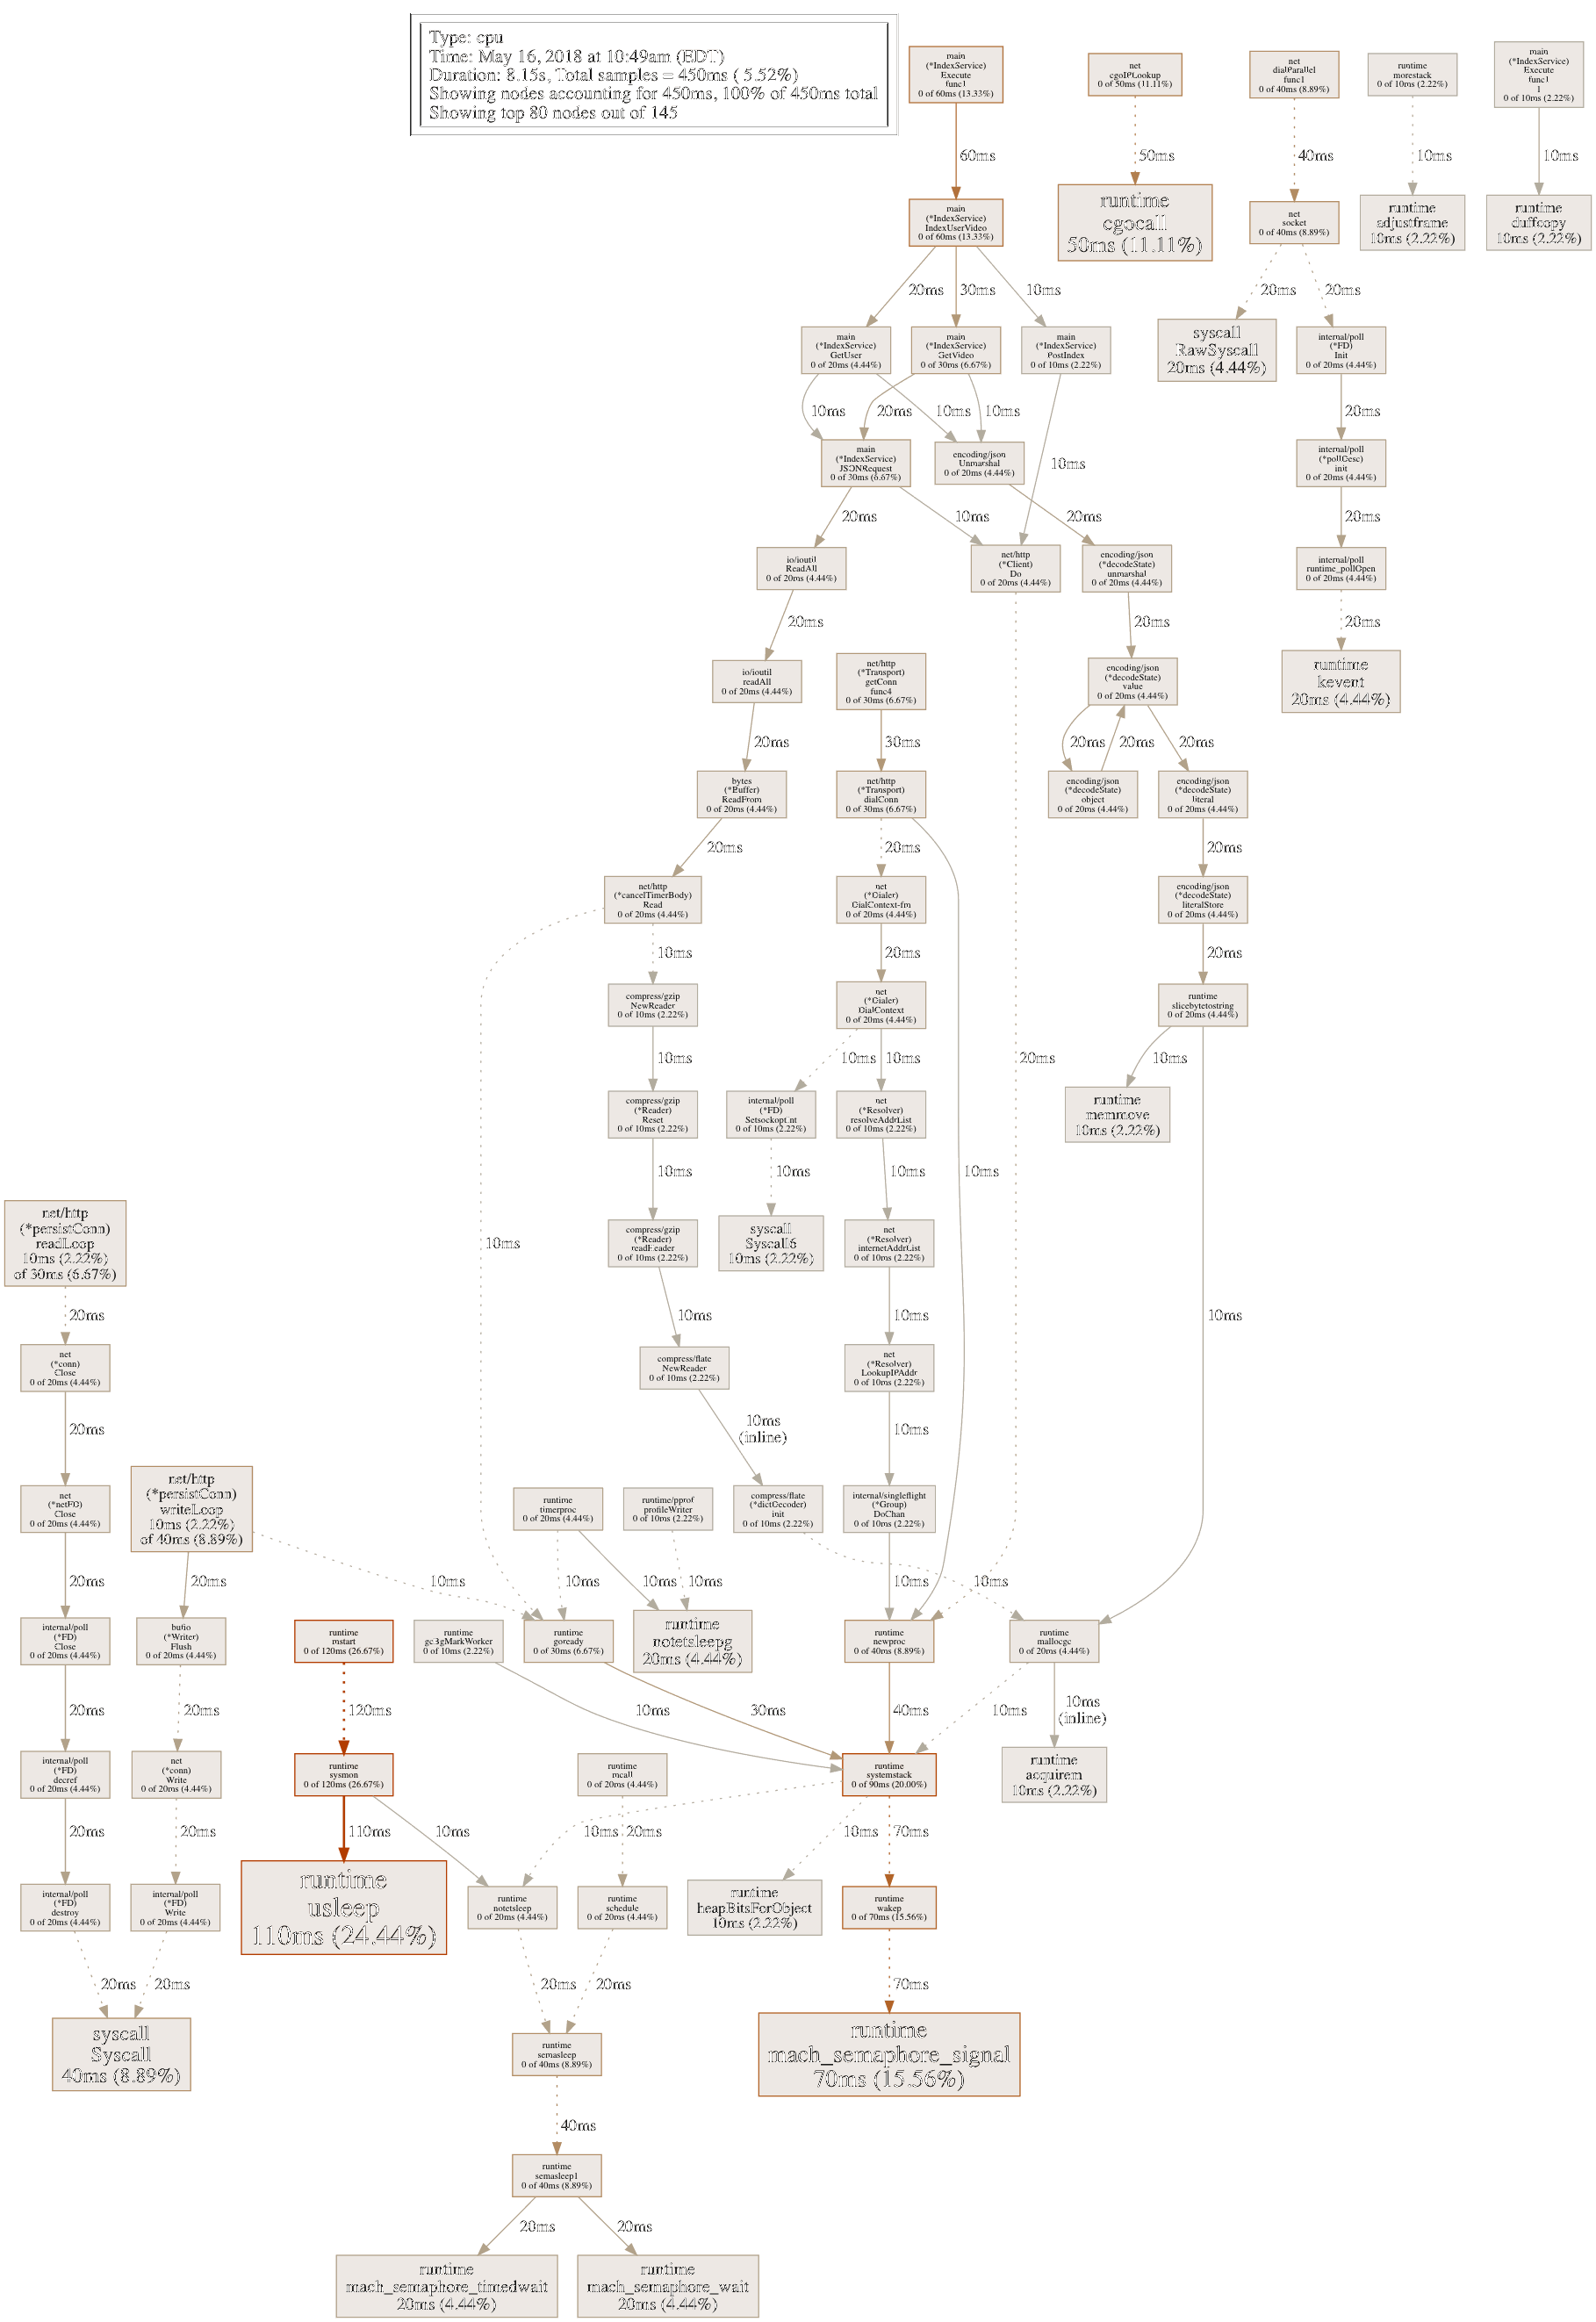 Type: cpu
Time: May 16, 2018 at 10:49am (EDT)
Duration: 8.15s, Total samples = 450ms ( 5.52%)
Showing nodes accounting for 450ms, 100% of 450ms total
Showing top 80 nodes out of 145
main
(*IndexService)
Execute
func1
0 of 60ms (13.33%)
net
cgoIPLookup
0 of 50ms (11.11%)
net
dialParallel
func1
0 of 40ms (8.89%)
runtime
morestack
0 of 10ms (2.22%)
main
(*IndexService)
Execute
func1
1
0 of 10ms (2.22%)
60ms
50ms
40ms
10ms
10ms
main
(*IndexService)
IndexUserVideo
0 of 60ms (13.33%)
runtime
cgocall
50ms (11.11%)
net
socket
0 of 40ms (8.89%)
runtime
adjustframe
10ms (2.22%)
runtime
duffcopy
10ms (2.22%)
20ms
30ms
10ms
20ms
20ms
main
(*IndexService)
GetUser
0 of 20ms (4.44%)
main
(*IndexService)
GetVideo
0 of 30ms (6.67%)
main
(*IndexService)
PostIndex
0 of 10ms (2.22%)
syscall
RawSyscall
20ms (4.44%)
internal/poll
(*FD)
Init
0 of 20ms (4.44%)
10ms
20ms
10ms
10ms
10ms
20ms
main
(*IndexService)
JSONRequest
0 of 30ms (6.67%)
encoding/json
Unmarshal
0 of 20ms (4.44%)
internal/poll
(*pollDesc)
init
0 of 20ms (4.44%)
20ms
10ms
20ms
20ms
io/ioutil
ReadAll
0 of 20ms (4.44%)
net/http
(*Client)
Do
0 of 20ms (4.44%)
encoding/json
(*decodeState)
unmarshal
0 of 20ms (4.44%)
internal/poll
runtime_pollOpen
0 of 20ms (4.44%)
20ms
20ms
20ms
io/ioutil
readAll
0 of 20ms (4.44%)
net/http
(*Transport)
getConn
func4
0 of 30ms (6.67%)
encoding/json
(*decodeState)
value
0 of 20ms (4.44%)
runtime
kevent
20ms (4.44%)
20ms
30ms
20ms
20ms
20ms
bytes
(*Buffer)
ReadFrom
0 of 20ms (4.44%)
net/http
(*Transport)
dialConn
0 of 30ms (6.67%)
encoding/json
(*decodeState)
object
0 of 20ms (4.44%)
encoding/json
(*decodeState)
literal
0 of 20ms (4.44%)
20ms
20ms
20ms
net/http
(*cancelTimerBody)
Read
0 of 20ms (4.44%)
net
(*Dialer)
DialContext-fm
0 of 20ms (4.44%)
encoding/json
(*decodeState)
literalStore
0 of 20ms (4.44%)
10ms
20ms
20ms
compress/gzip
NewReader
0 of 10ms (2.22%)
net
(*Dialer)
DialContext
0 of 20ms (4.44%)
runtime
slicebytetostring
0 of 20ms (4.44%)
10ms
10ms
10ms
20ms
10ms
compress/gzip
(*Reader)
Reset
0 of 10ms (2.22%)
internal/poll
(*FD)
SetsockoptInt
0 of 10ms (2.22%)
net
(*Resolver)
resolveAddrList
0 of 10ms (2.22%)
runtime
memmove
10ms (2.22%)
10ms
10ms
10ms
10ms
net/http
(*persistConn)
readLoop
10ms (2.22%)
of 30ms (6.67%)
10ms
compress/gzip
(*Reader)
readHeader
0 of 10ms (2.22%)
syscall
Syscall6
10ms (2.22%)
net
(*Resolver)
internetAddrList
0 of 10ms (2.22%)
20ms
10ms
10ms
10ms
net
(*conn)
Close
0 of 20ms (4.44%)
compress/flate
NewReader
0 of 10ms (2.22%)
net
(*Resolver)
LookupIPAddr
0 of 10ms (2.22%)
20ms
10ms
(inline)
10ms
net
(*netFD)
Close
0 of 20ms (4.44%)
net/http
(*persistConn)
writeLoop
10ms (2.22%)
of 40ms (8.89%)
runtime
timerproc
0 of 20ms (4.44%)
runtime/pprof
profileWriter
0 of 10ms (2.22%)
compress/flate
(*dictDecoder)
init
0 of 10ms (2.22%)
internal/singleflight
(*Group)
DoChan
0 of 10ms (2.22%)
20ms
20ms
10ms
10ms
10ms
10ms
10ms
10ms
internal/poll
(*FD)
Close
0 of 20ms (4.44%)
bufio
(*Writer)
Flush
0 of 20ms (4.44%)
runtime
mstart
0 of 120ms (26.67%)
runtime
gcBgMarkWorker
0 of 10ms (2.22%)
runtime
goready
0 of 30ms (6.67%)
runtime
notetsleepg
20ms (4.44%)
runtime
newproc
0 of 40ms (8.89%)
runtime
mallocgc
0 of 20ms (4.44%)
20ms
20ms
120ms
10ms
30ms
40ms
10ms
10ms
(inline)
internal/poll
(*FD)
decref
0 of 20ms (4.44%)
net
(*conn)
Write
0 of 20ms (4.44%)
runtime
sysmon
0 of 120ms (26.67%)
runtime
mcall
0 of 20ms (4.44%)
runtime
systemstack
0 of 90ms (20.00%)
runtime
acquirem
10ms (2.22%)
20ms
20ms
110ms
10ms
10ms
20ms
10ms
70ms
internal/poll
(*FD)
destroy
0 of 20ms (4.44%)
internal/poll
(*FD)
Write
0 of 20ms (4.44%)
runtime
usleep
110ms (24.44%)
runtime
notetsleep
0 of 20ms (4.44%)
runtime
schedule
0 of 20ms (4.44%)
runtime
heapBitsForObject
10ms (2.22%)
runtime
wakep
0 of 70ms (15.56%)
20ms
20ms
20ms
20ms
70ms
syscall
Syscall
40ms (8.89%)
runtime
semasleep
0 of 40ms (8.89%)
runtime
mach_semaphore_signal
70ms (15.56%)
40ms
runtime
semasleep1
0 of 40ms (8.89%)
20ms
20ms
runtime
mach_semaphore_timedwait
20ms (4.44%)
runtime
mach_semaphore_wait
20ms (4.44%)